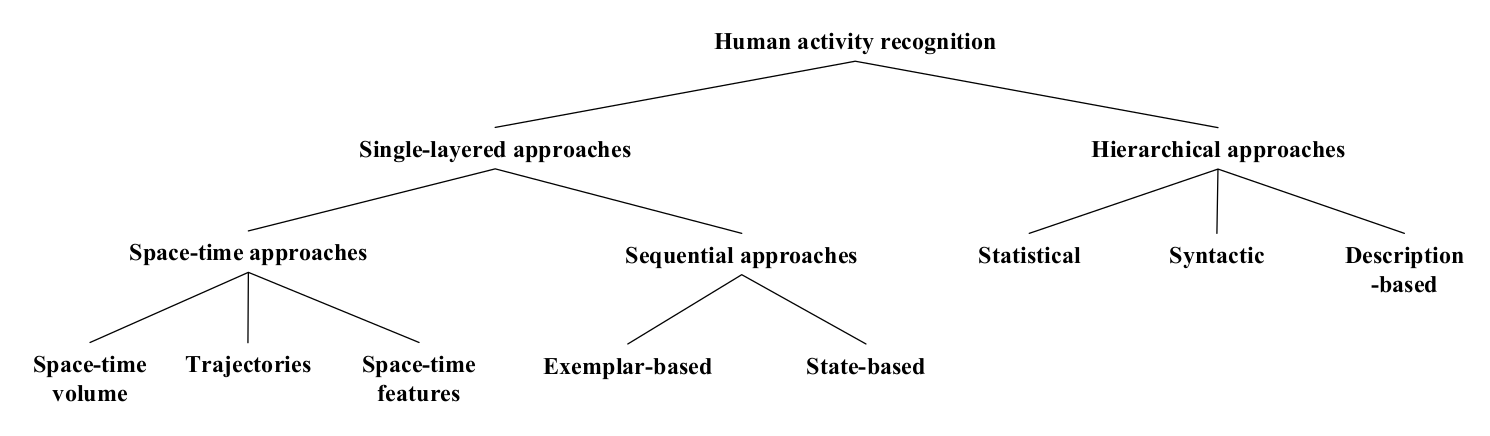 Human activity recognition
Single-layered approaches
Hierarchical approaches
Space-time approaches
Sequential approaches
Statistical
Syntactic
Description
-based
Space-time
volume
Trajectories
Space-time
features
Exemplar-based
State-based